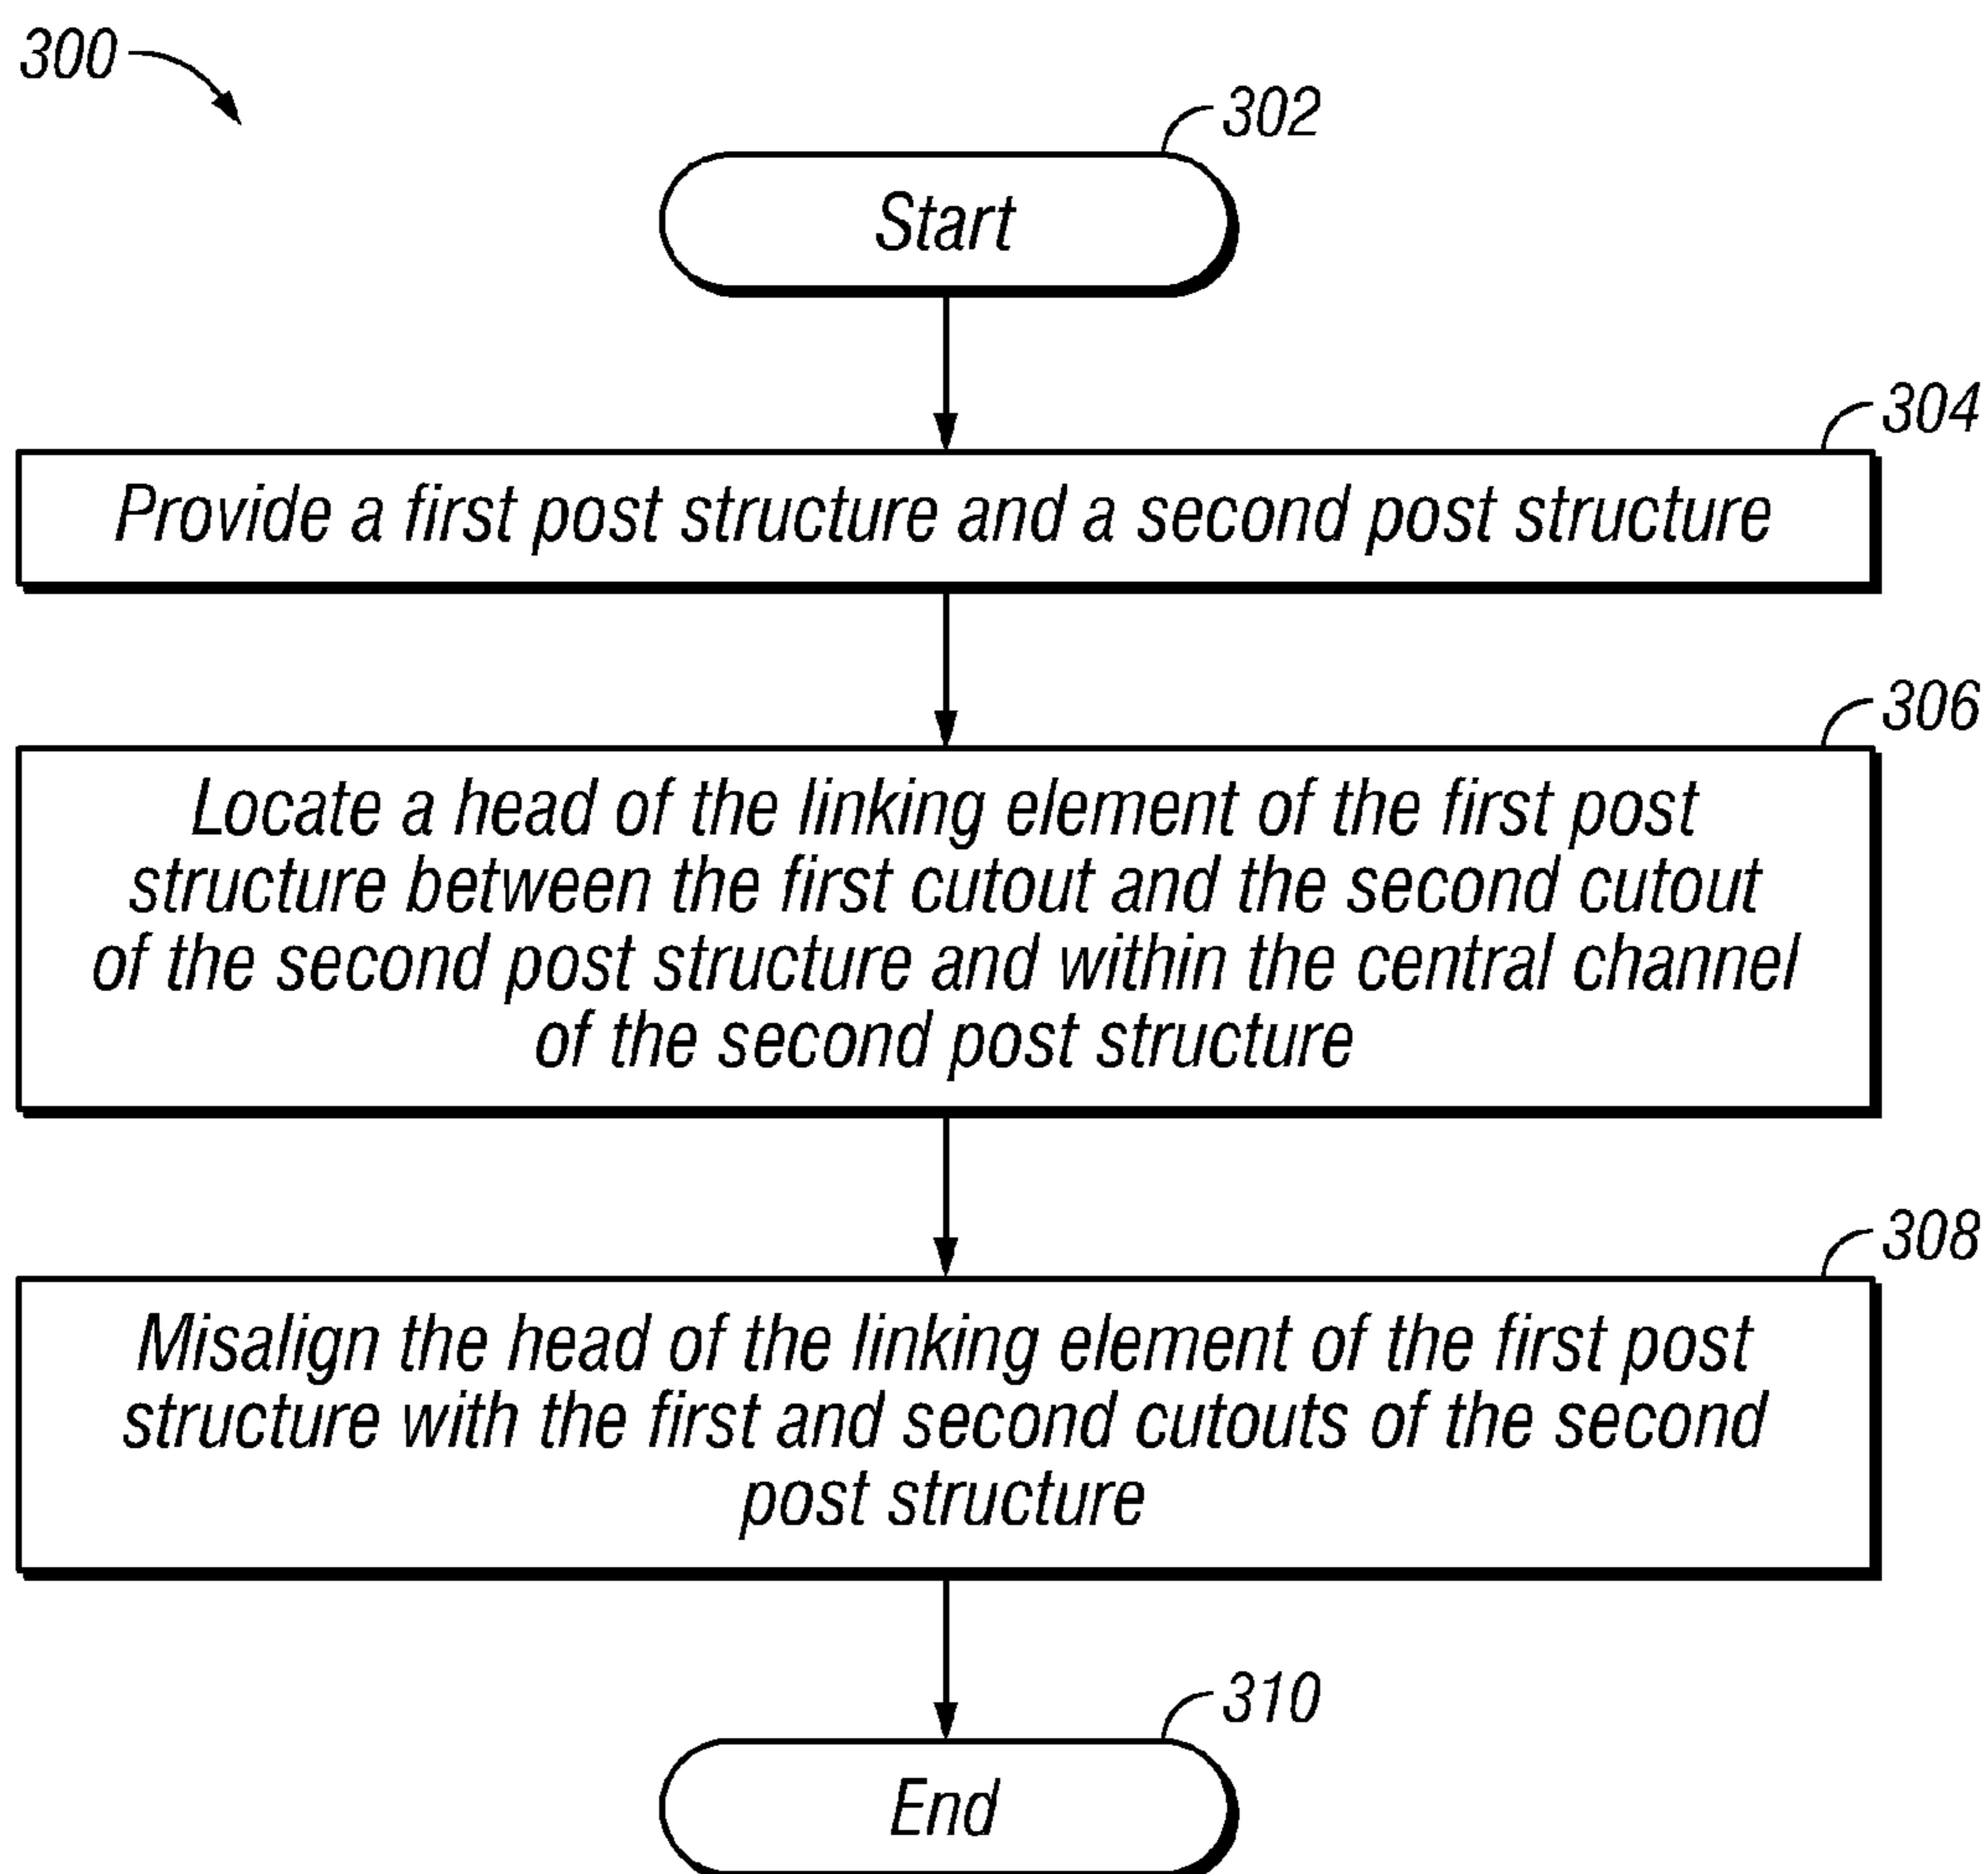 300
302
Start
304
Provide a first post structure and a second post structure
306
Locate a head of the linking element of the first post
structure between the first cutout and the second cutout
of the second post structure and within the central channel
of the second post structure
308
Misalign the head of the linking element of the first post
structure with the first and second cutouts of the second
post structure
310
End